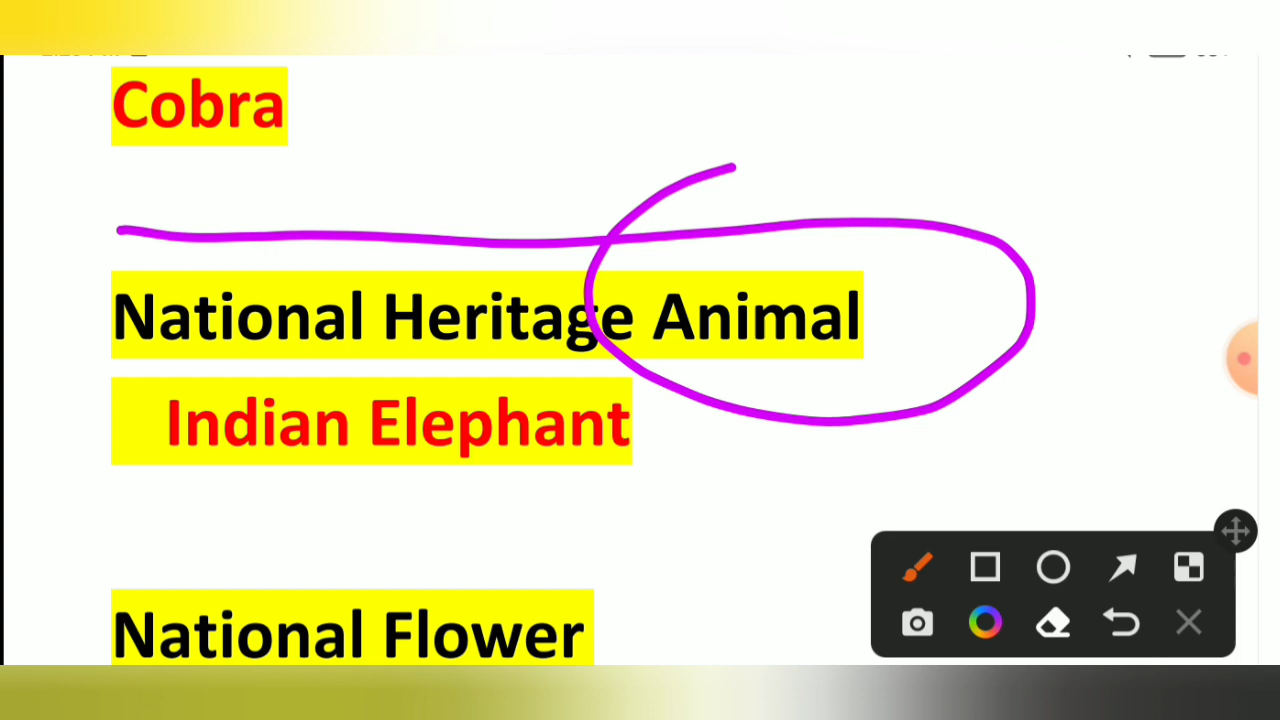 Cobra
National Heritage Animal
Indian Elephant
National Flower